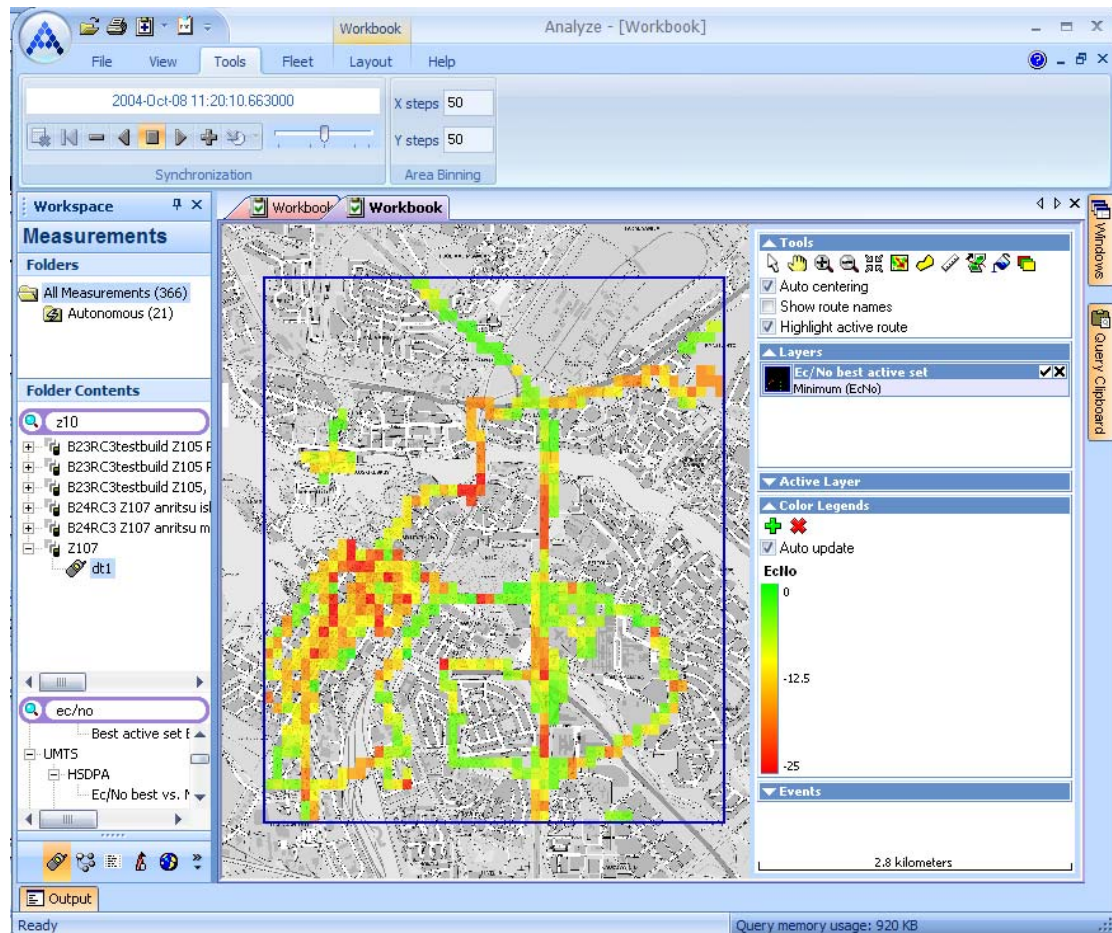 Workbook
Analyze - [Workbook]
File View Tools Fleet Layout Help
2004-Oct-08 11:20:10.663000
X steps 50
Y steps 50
Synchronization
Area Binning
Workspace
Measurements
Folders
All Measurements (366)
Autonomous (21)
Folder Contents
z10
B23RC3testbuild Z105 F
B23RC3testbuild Z105 F
B23RC3testbuild Z105,
B24RC3 Z107 anritsu isl
B24RC3 Z107 anritsu m
Z107
dt1
ec/no
Best active set E
UMTS
HSDPA
Ec/No best vs. N
Output
Ready
Workbook
Workbook
Tools
Auto centering
Show route names
Highlight active route
Layers
Ec/No best active set
Minimum (EcNo)
Active Layer
Color Legends
Auto update
EcNo
0
-12.5
-25
Events
2.8 kilometers
Windows
Query Clipboard
Query memory usage: 920 KB